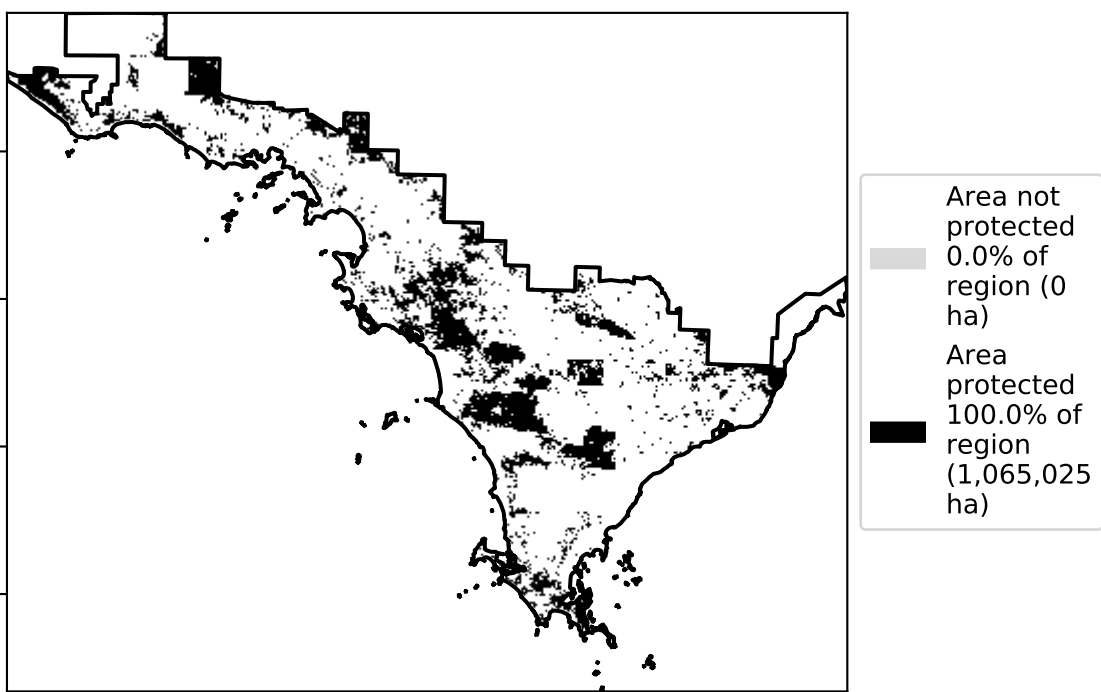 Area not
protected
0.0% of
region (0
ha)
Area
protected
100.0% of
region
(1,065,025
ha)